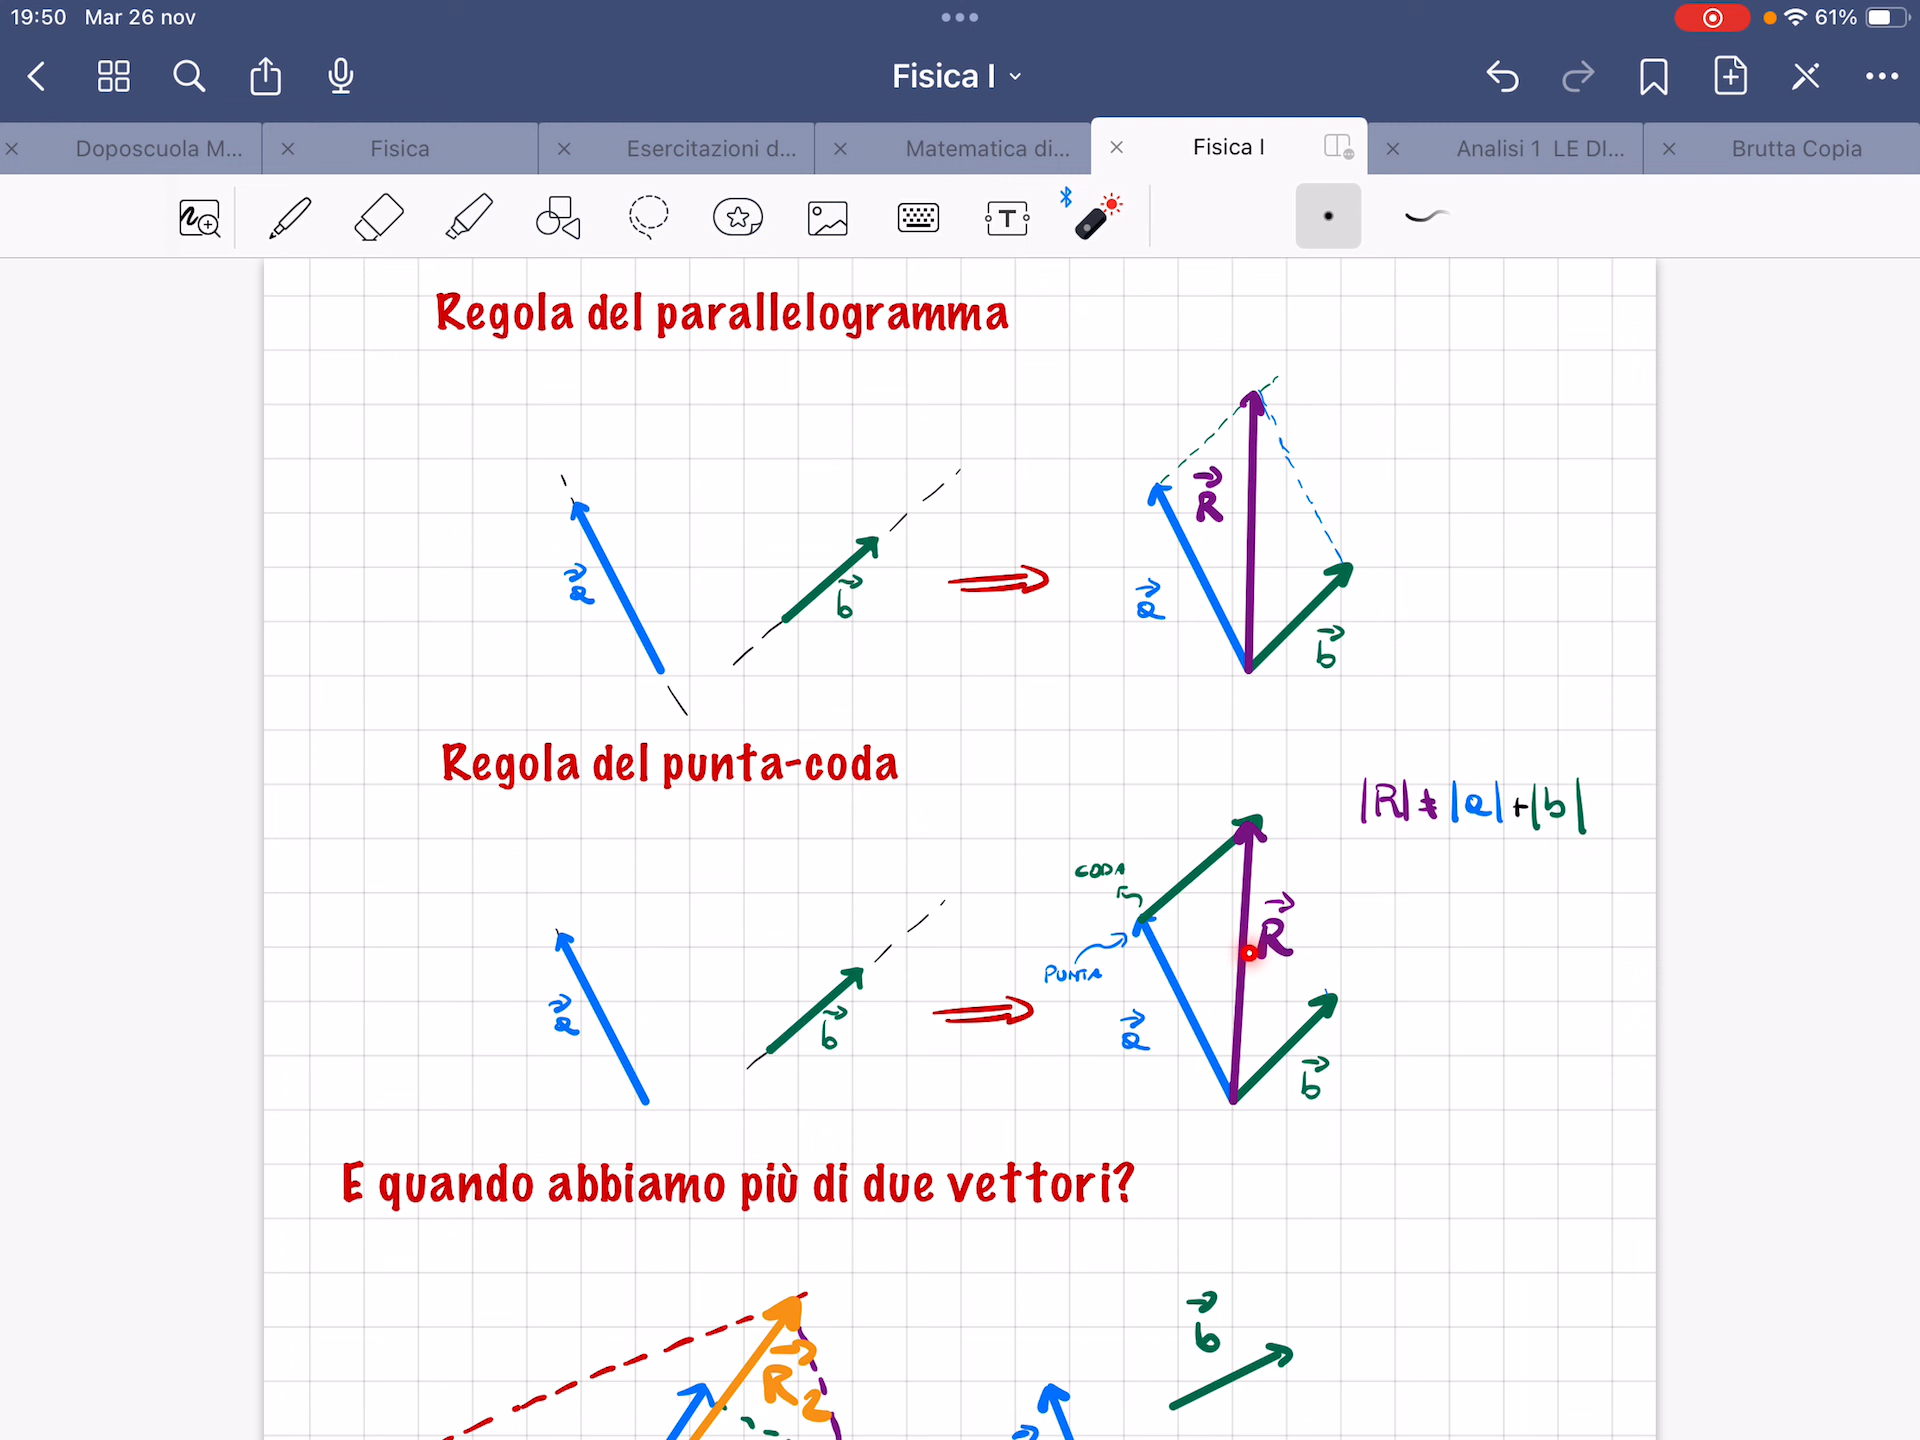 19:50 Mar 26 nov 61%
Fisica I
Doposcuola M... Fisica Esercitazioni d... Matematica di... Fisica I Analisi 1 LE DI... Brutta Copia
T
Regola del parallelogramma
R
a b a b
Regola del punta-coda
|R| ≠ |a| + |b|
CODA
R
PUNTA
a b a b
E quando abbiamo più di due vettori?
b
R2